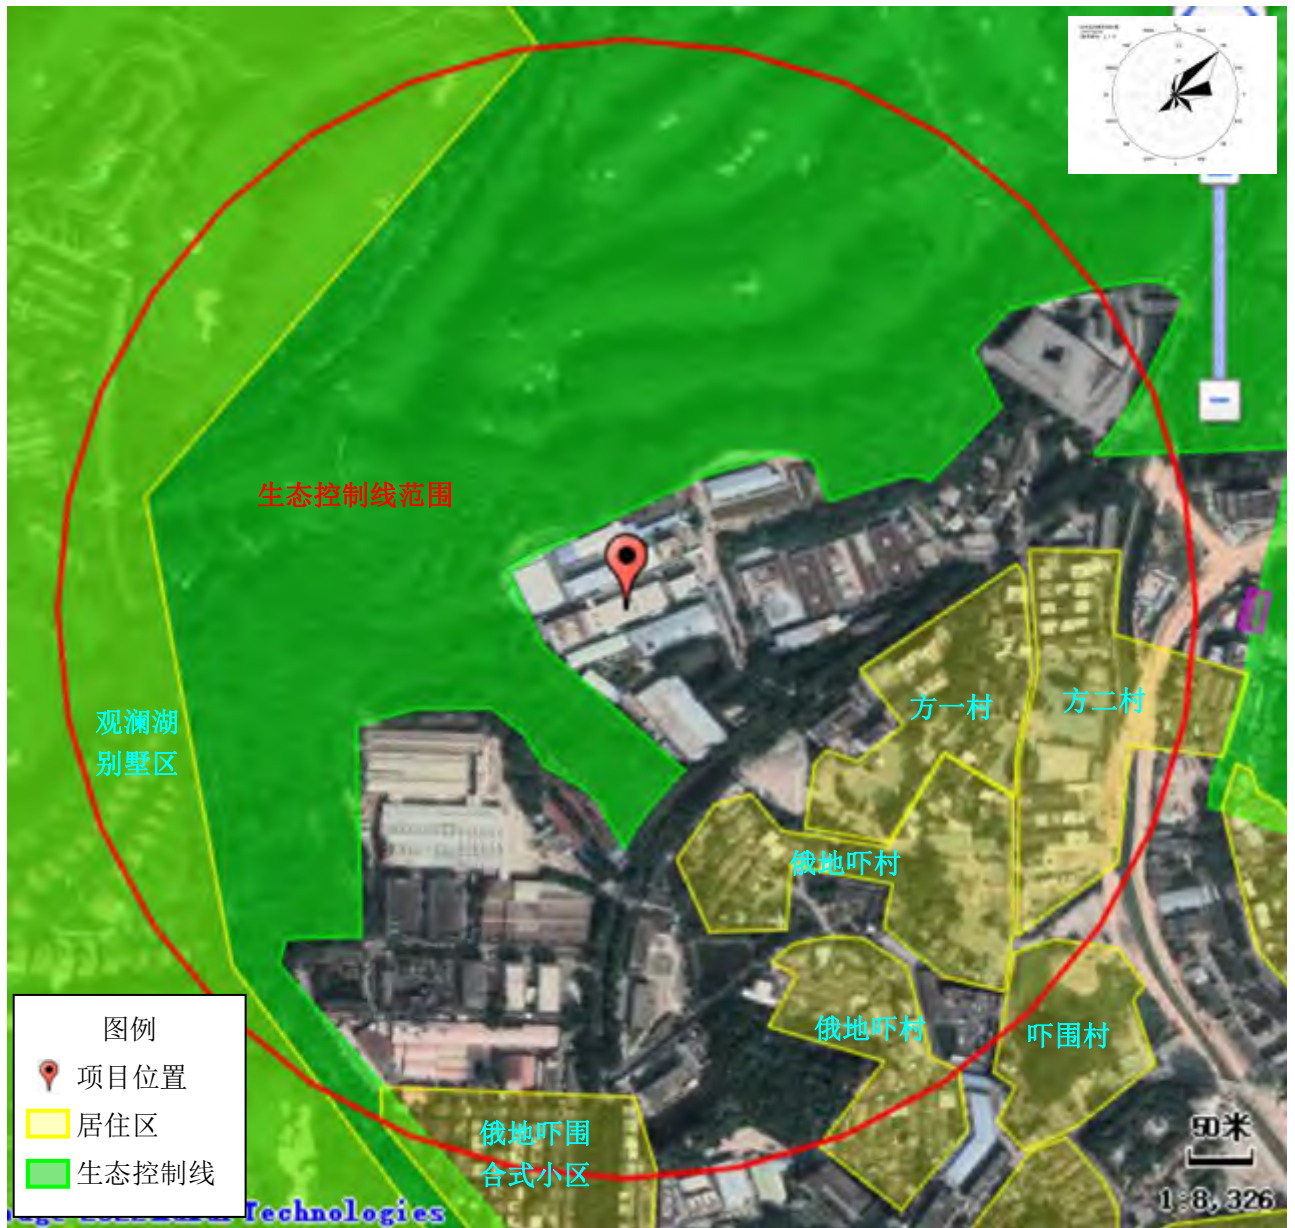 生态控制线范围
观澜湖
别墅区
方一村
方二村
俄地吓村
俄地吓村
吓围村
俄地吓围
合式小区
图例
项目位置
居住区
生态控制线
50米
1:8,326
Technologies